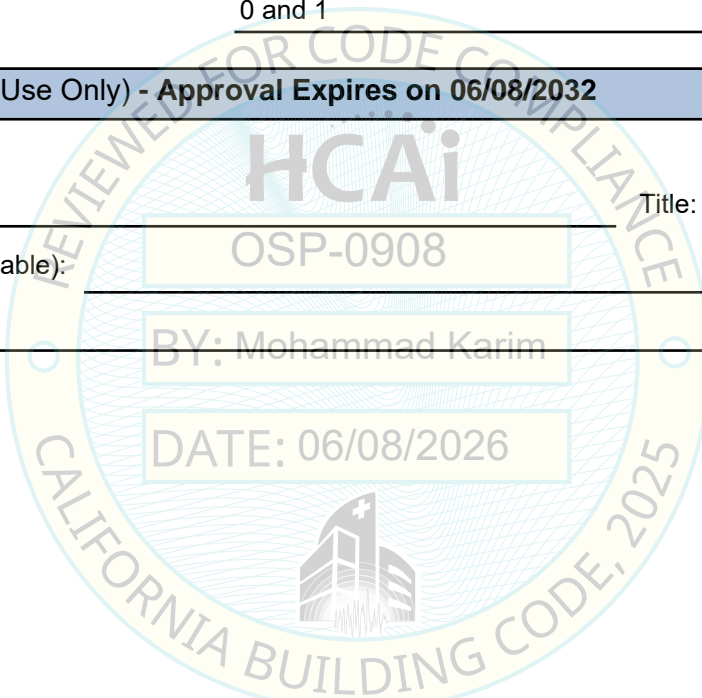 0 and 1
Use Only) - Approval Expires on 06/08/2032
REVIEWED FOR CODE COMPLIANCE
HCAi
Title:
OSP-0908
able):
BY: Mohammad Karim
DATE: 06/08/2026
CALIFORNIA BUILDING CODE, 2025